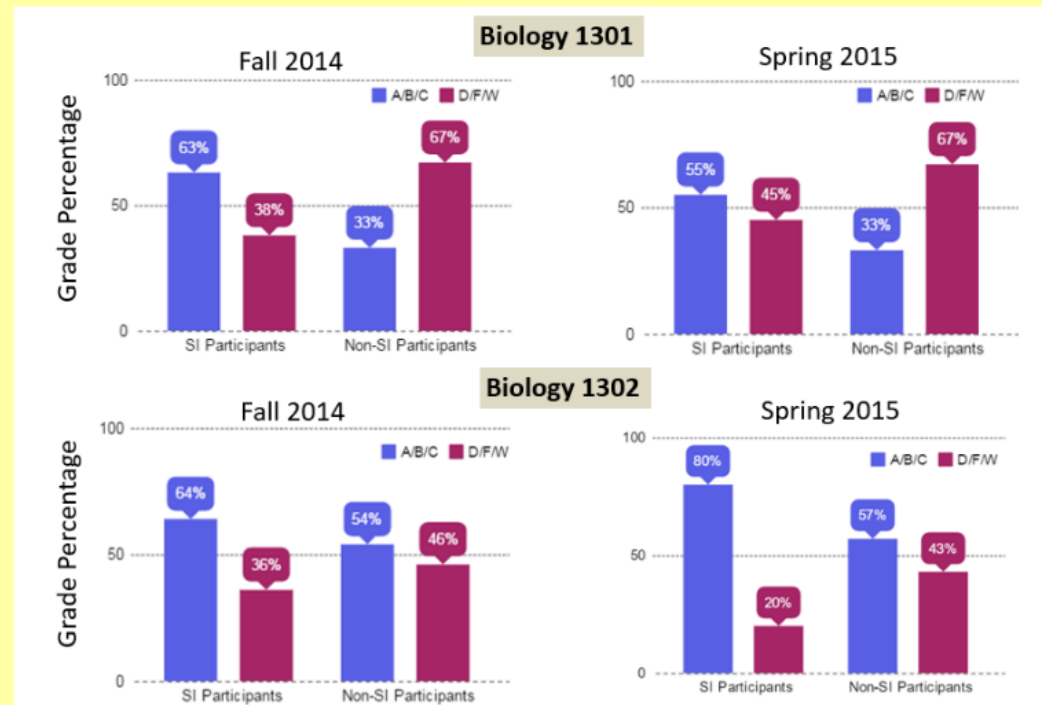 Biology 1301
Fall 2014
Grade Percentage
100
50
0
A/B/C D/F/W
63%
38%
33%
67%
SI Participants Non-SI Participants
Spring 2015
100
50
0
A/B/C D/F/W
55%
45%
33%
67%
SI Participants Non-SI Participants
Biology 1302
Fall 2014
Grade Percentage
100
50
0
A/B/C D/F/W
64%
36%
54%
46%
SI Participants Non-SI Participants
Spring 2015
100
50
0
A/B/C D/F/W
80%
20%
57%
43%
SI Participants Non-SI Participants